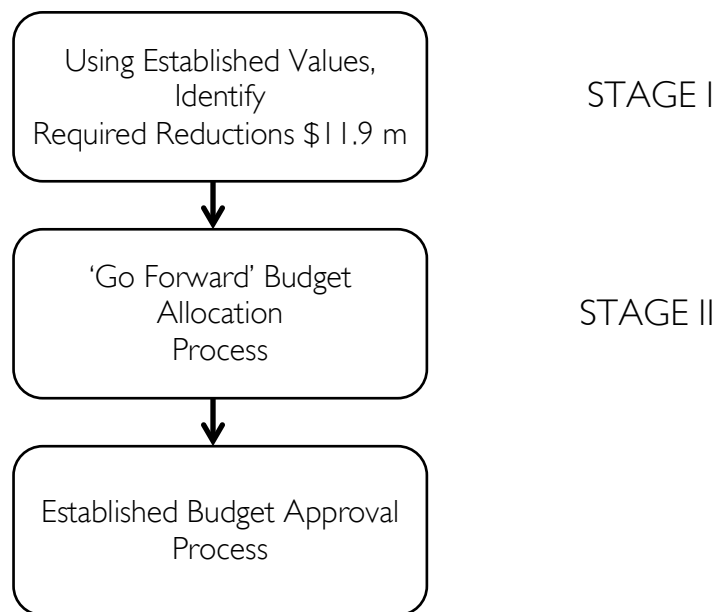 Using Established Values,
Identify
Required Reductions $11.9 m
STAGE I
‘Go Forward’ Budget
Allocation
Process
STAGE II
Established Budget Approval
Process